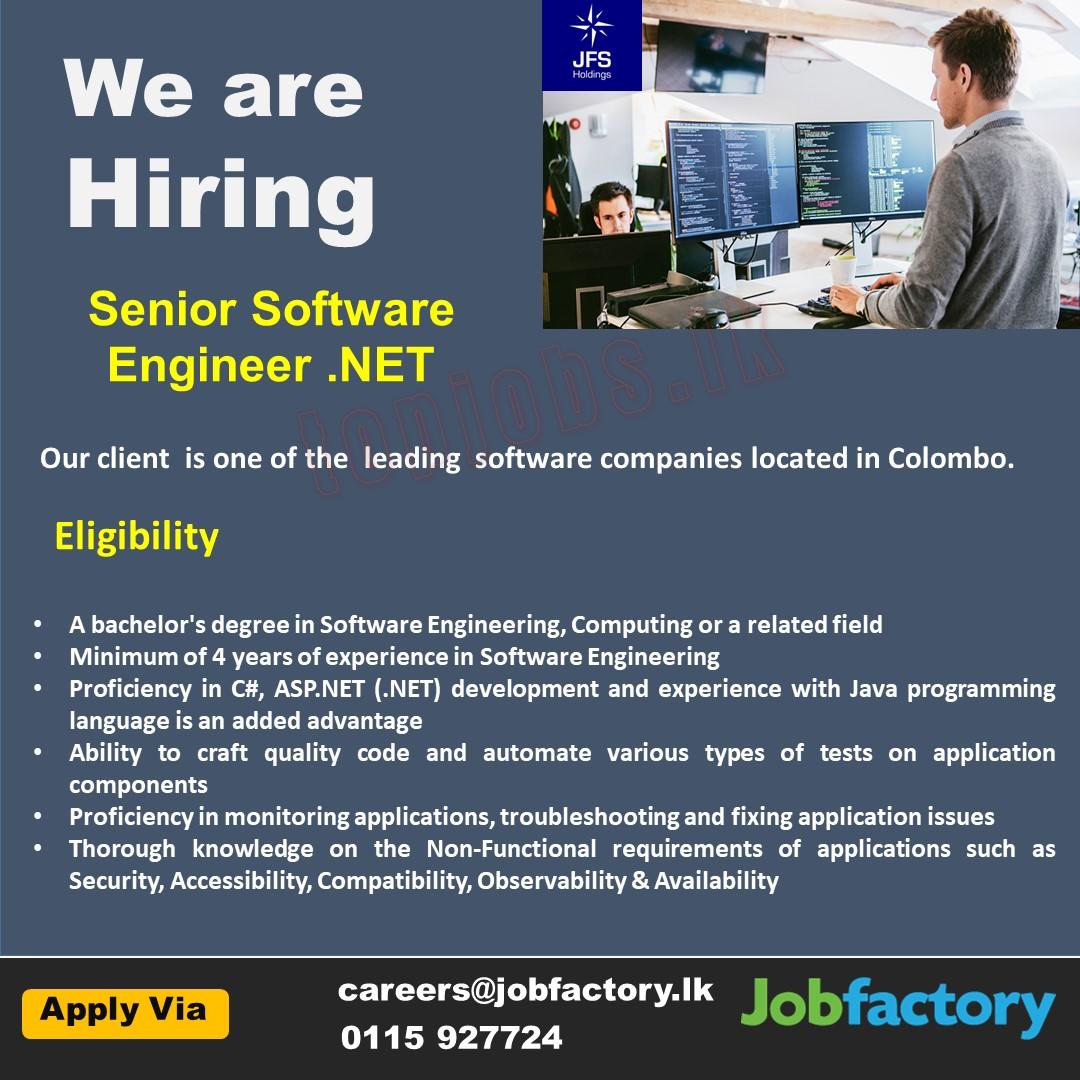 We are
Hiring
JFS
Holdings
Senior Software
Engineer .NET
topjobs.lk
Our client is one of the leading software companies located in Colombo.
Eligibility
• A bachelor's degree in Software Engineering, Computing or a related field
• Minimum of 4 years of experience in Software Engineering
• Proficiency in C#, ASP.NET (.NET) development and experience with Java programming
language is an added advantage
• Ability to craft quality code and automate various types of tests on application
components
• Proficiency in monitoring applications, troubleshooting and fixing application issues
• Thorough knowledge on the Non-Functional requirements of applications such as
Security, Accessibility, Compatibility, Observability & Availability
Apply Via
careers@jobfactory.lk
0115 927724
Jobfactory